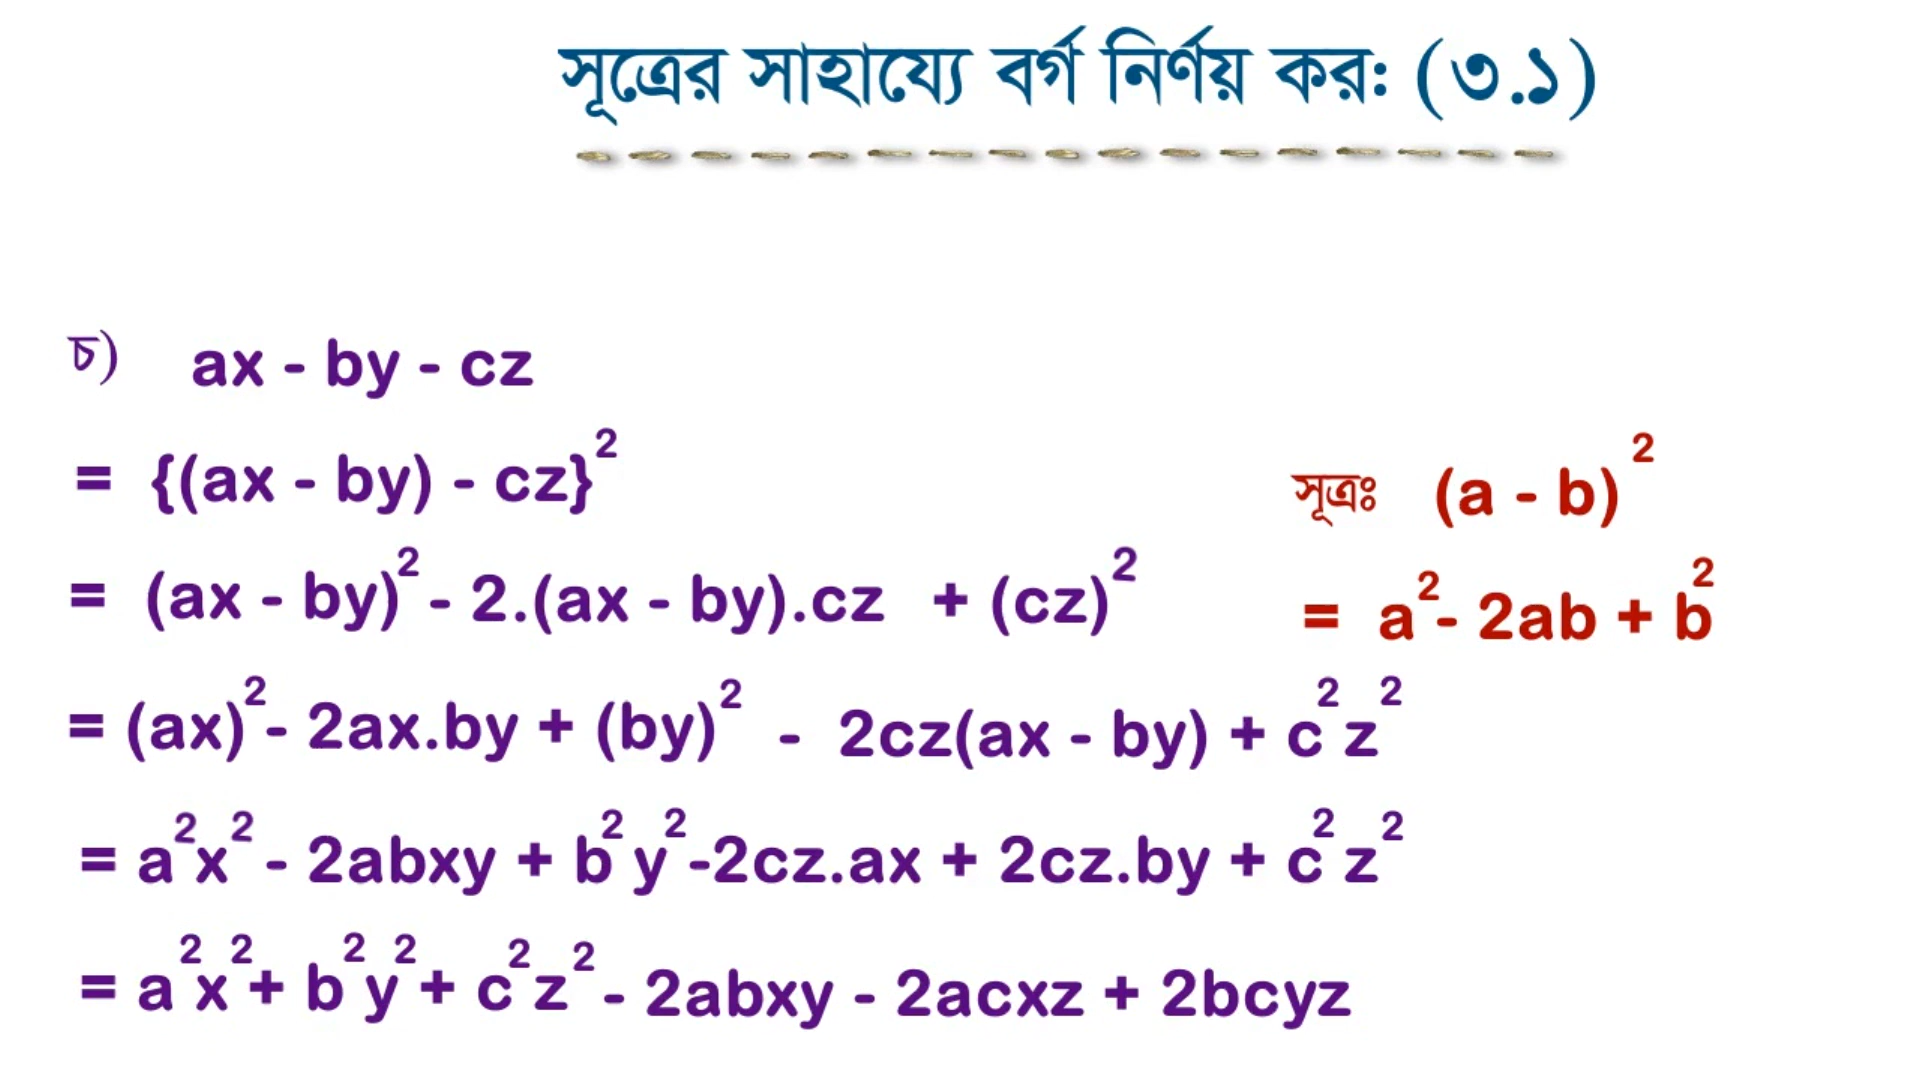 সূত্রের সাহায্যে বর্গ নির্ণয় করঃ (৩.১)
চ) ax - by - cz
= {(ax - by) - cz}²
সূত্রঃ (a - b)²
= (ax - by)² - 2.(ax - by).cz + (cz)²
= a² - 2ab + b²
= (ax)² - 2ax.by + (by)² - 2cz(ax - by) + c²z²
= a²x² - 2abxy + b²y² -2cz.ax + 2cz.by + c²z²
= a²x² + b²y² + c²z² - 2abxy - 2acxz + 2bcyz